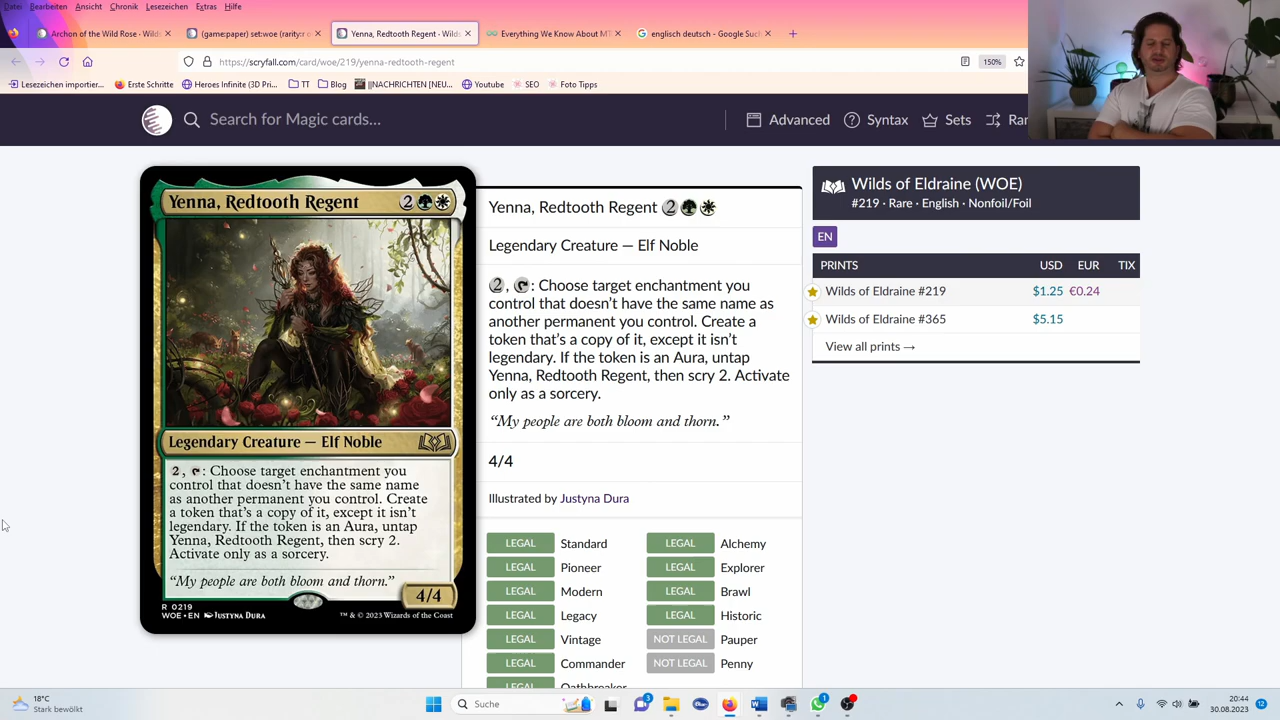 Datei Bearbeiten Ansicht Chronik Lesezeichen Extras Hilfe
Archon of the Wild Rose · Wilds
(game:paper) set:woe (rarity:r o
Yenna, Redtooth Regent · Wilds
Everything We Know About MT
englisch deutsch - Google Suc
https://scryfall.com/card/woe/219/yenna-redtooth-regent
150%
Lesezeichen importier...
Erste Schritte
Heroes Infinite (3D Pri...
TT
Blog
||NACHRICHTEN [NEU...
Youtube
SEO
Foto Tipps
Search for Magic cards...
Advanced
Syntax
Sets
Ran
Yenna, Redtooth Regent 2
Legendary Creature — Elf Noble
2, : Choose target enchantment you
control that doesn't have the same name
as another permanent you control. Create
a token that's a copy of it, except it isn't
legendary. If the token is an Aura, untap
Yenna, Redtooth Regent, then scry 2.
Activate only as a sorcery.
“My people are both bloom and thorn.”
4/4
R 0219
WOE • EN Justyna Dura
™ & © 2023 Wizards of the Coast
Yenna, Redtooth Regent 2
Legendary Creature — Elf Noble
2, : Choose target enchantment you
control that doesn't have the same name as
another permanent you control. Create a
token that's a copy of it, except it isn't
legendary. If the token is an Aura, untap
Yenna, Redtooth Regent, then scry 2. Activate
only as a sorcery.
“My people are both bloom and thorn.”
4/4
Illustrated by Justyna Dura
LEGAL Standard LEGAL Alchemy
LEGAL Pioneer LEGAL Explorer
LEGAL Modern LEGAL Brawl
LEGAL Legacy LEGAL Historic
LEGAL Vintage NOT LEGAL Pauper
LEGAL Commander NOT LEGAL Penny
LEGAL Oathbreaker
Wilds of Eldraine (WOE)
#219 • Rare • English • Nonfoil/Foil
EN
PRINTS USD EUR TIX
Wilds of Eldraine #219 $1.25 €0.24
Wilds of Eldraine #365 $5.15
View all prints →
18°C
Stark bewölkt
Suche
3
1
20:44
30.08.2023
12